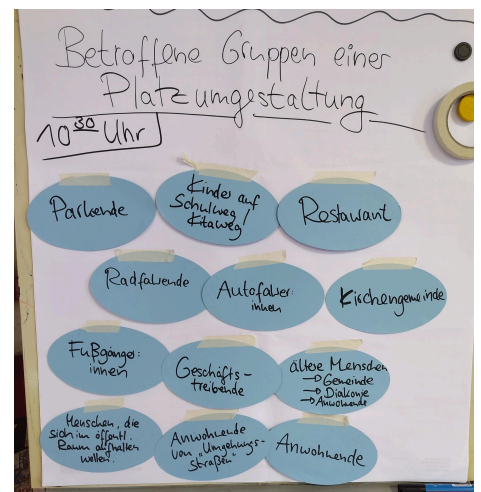 Betroffene Gruppen einer
Platzumgestaltung
10³⁰ Uhr
Parkende
Kinder auf
Schulweg /
Kitaweg
Restaurant
Radfahrende
Autofahrer:
innen
Kirchengemeinde
Fußgänger:
innen
Geschäfts-
treibende
ältere Menschen
→ Gemeinde
→ Diakonie
→ Anwohnende
Menschen, die
sich im öffentl.
Raum aufhalten
wollen.
Anwohnende
von "Umgehungs-
straßen"
Anwohnende